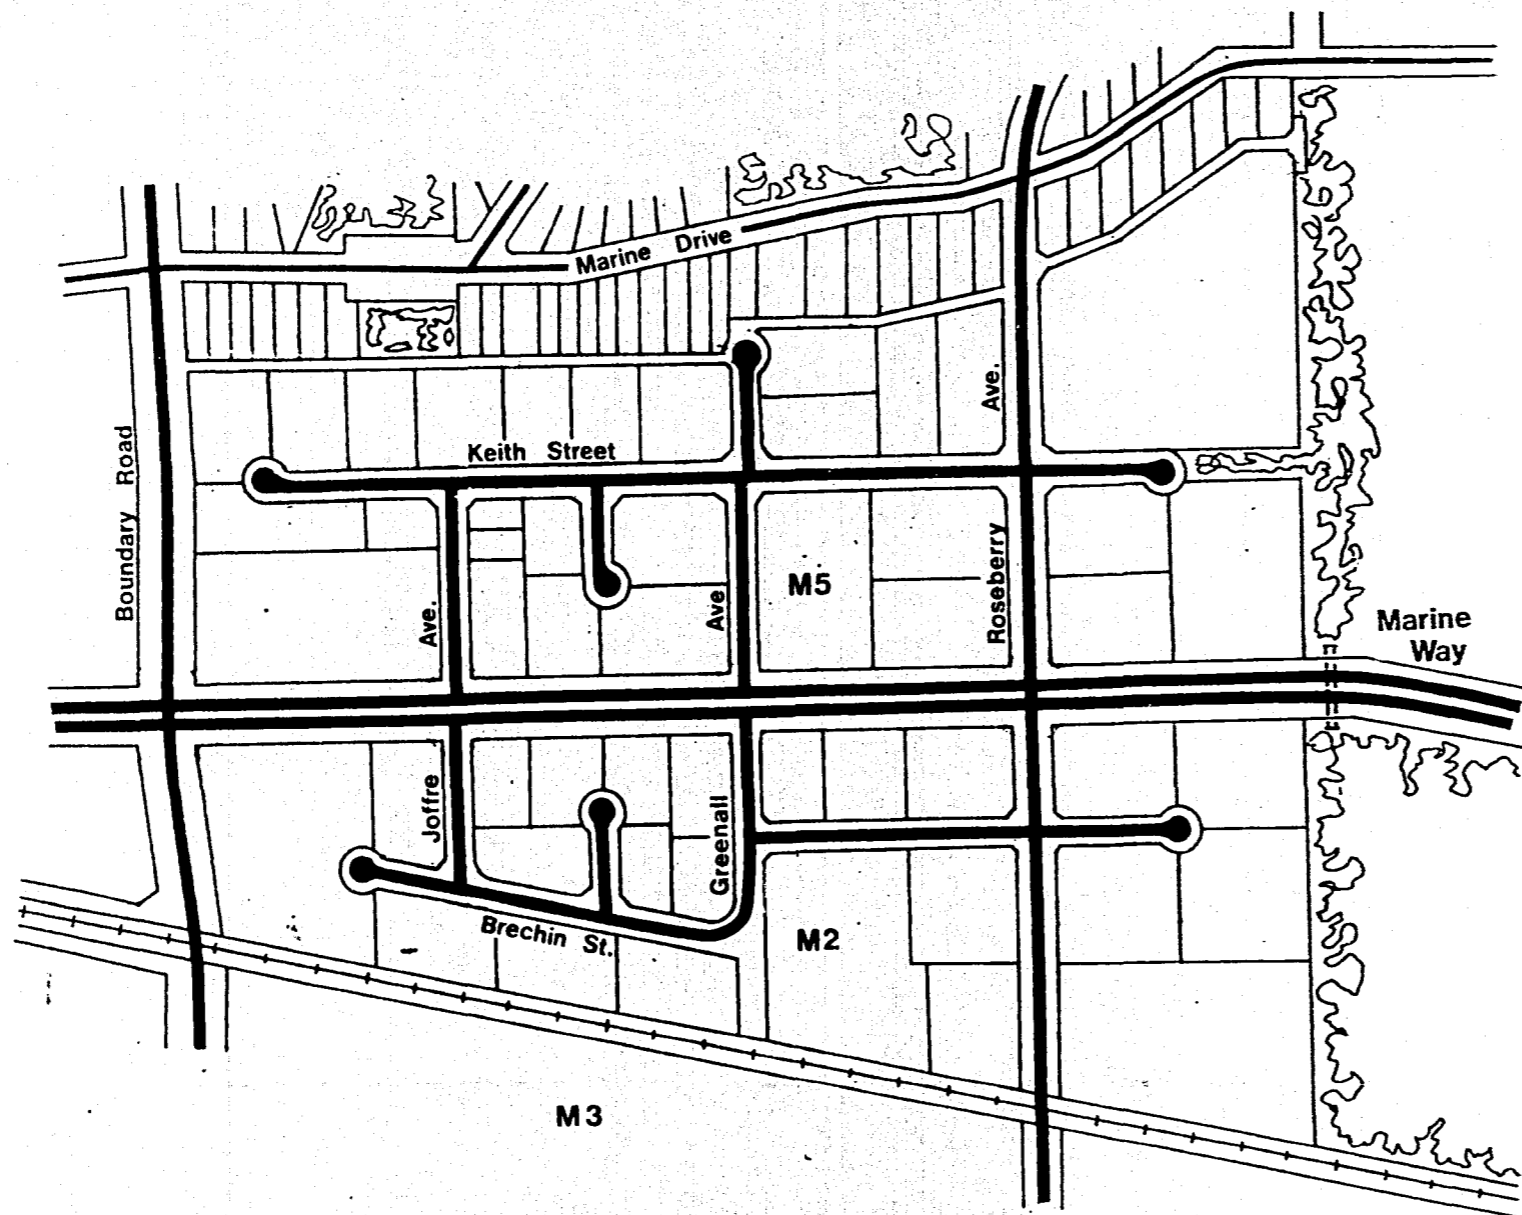 Marine Drive
Ave.
Keith Street
Boundary Road
M5
Roseberry
Ave.
Ave
Marine
Way
Joffre
Greenall
Brechin St.
M2
M3